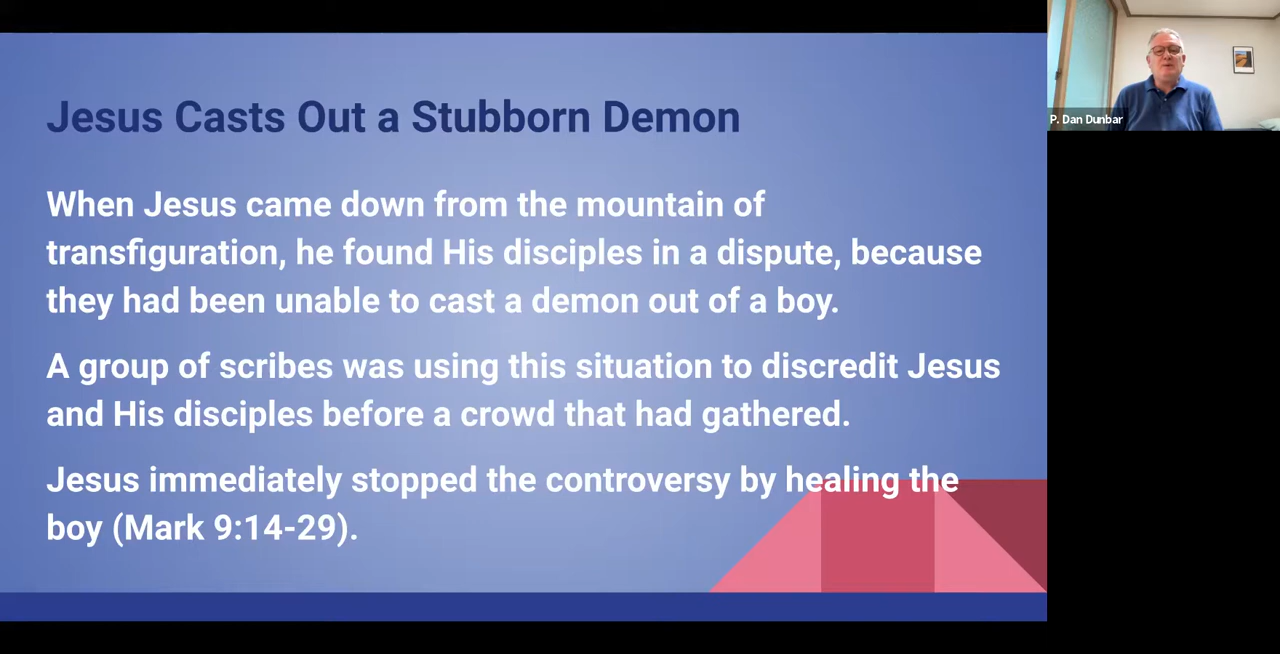 Jesus Casts Out a Stubborn Demon
When Jesus came down from the mountain of
transfiguration, he found His disciples in a dispute, because
they had been unable to cast a demon out of a boy.
A group of scribes was using this situation to discredit Jesus
and His disciples before a crowd that had gathered.
Jesus immediately stopped the controversy by healing the
boy (Mark 9:14-29).
P. Dan Dunbar